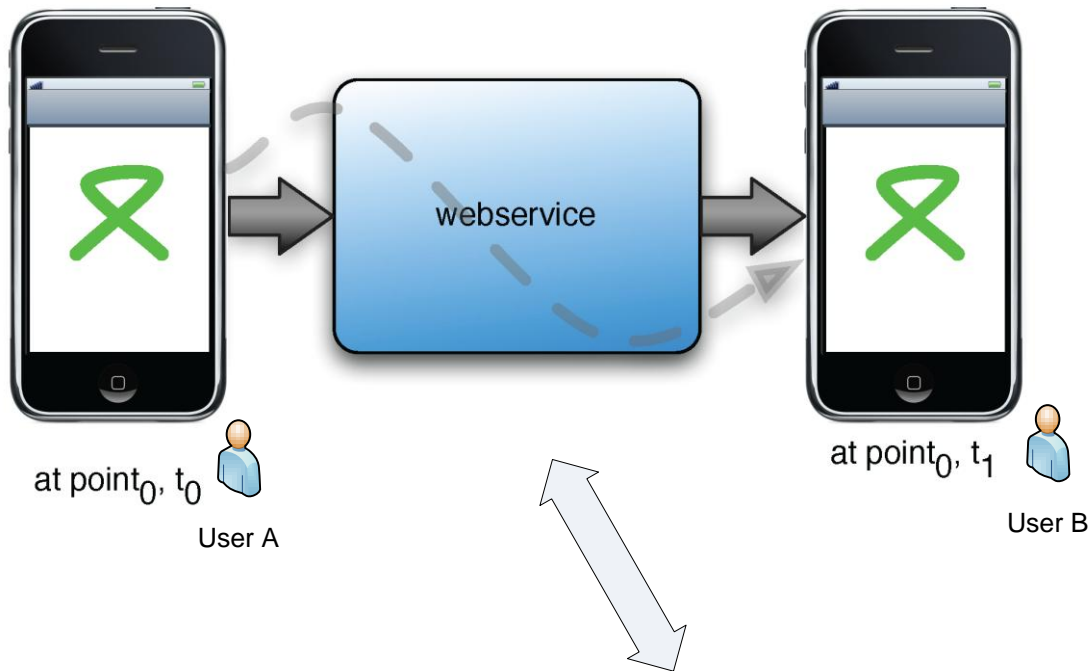 webservice
at point0, t0
User A
at point0, t1
User B